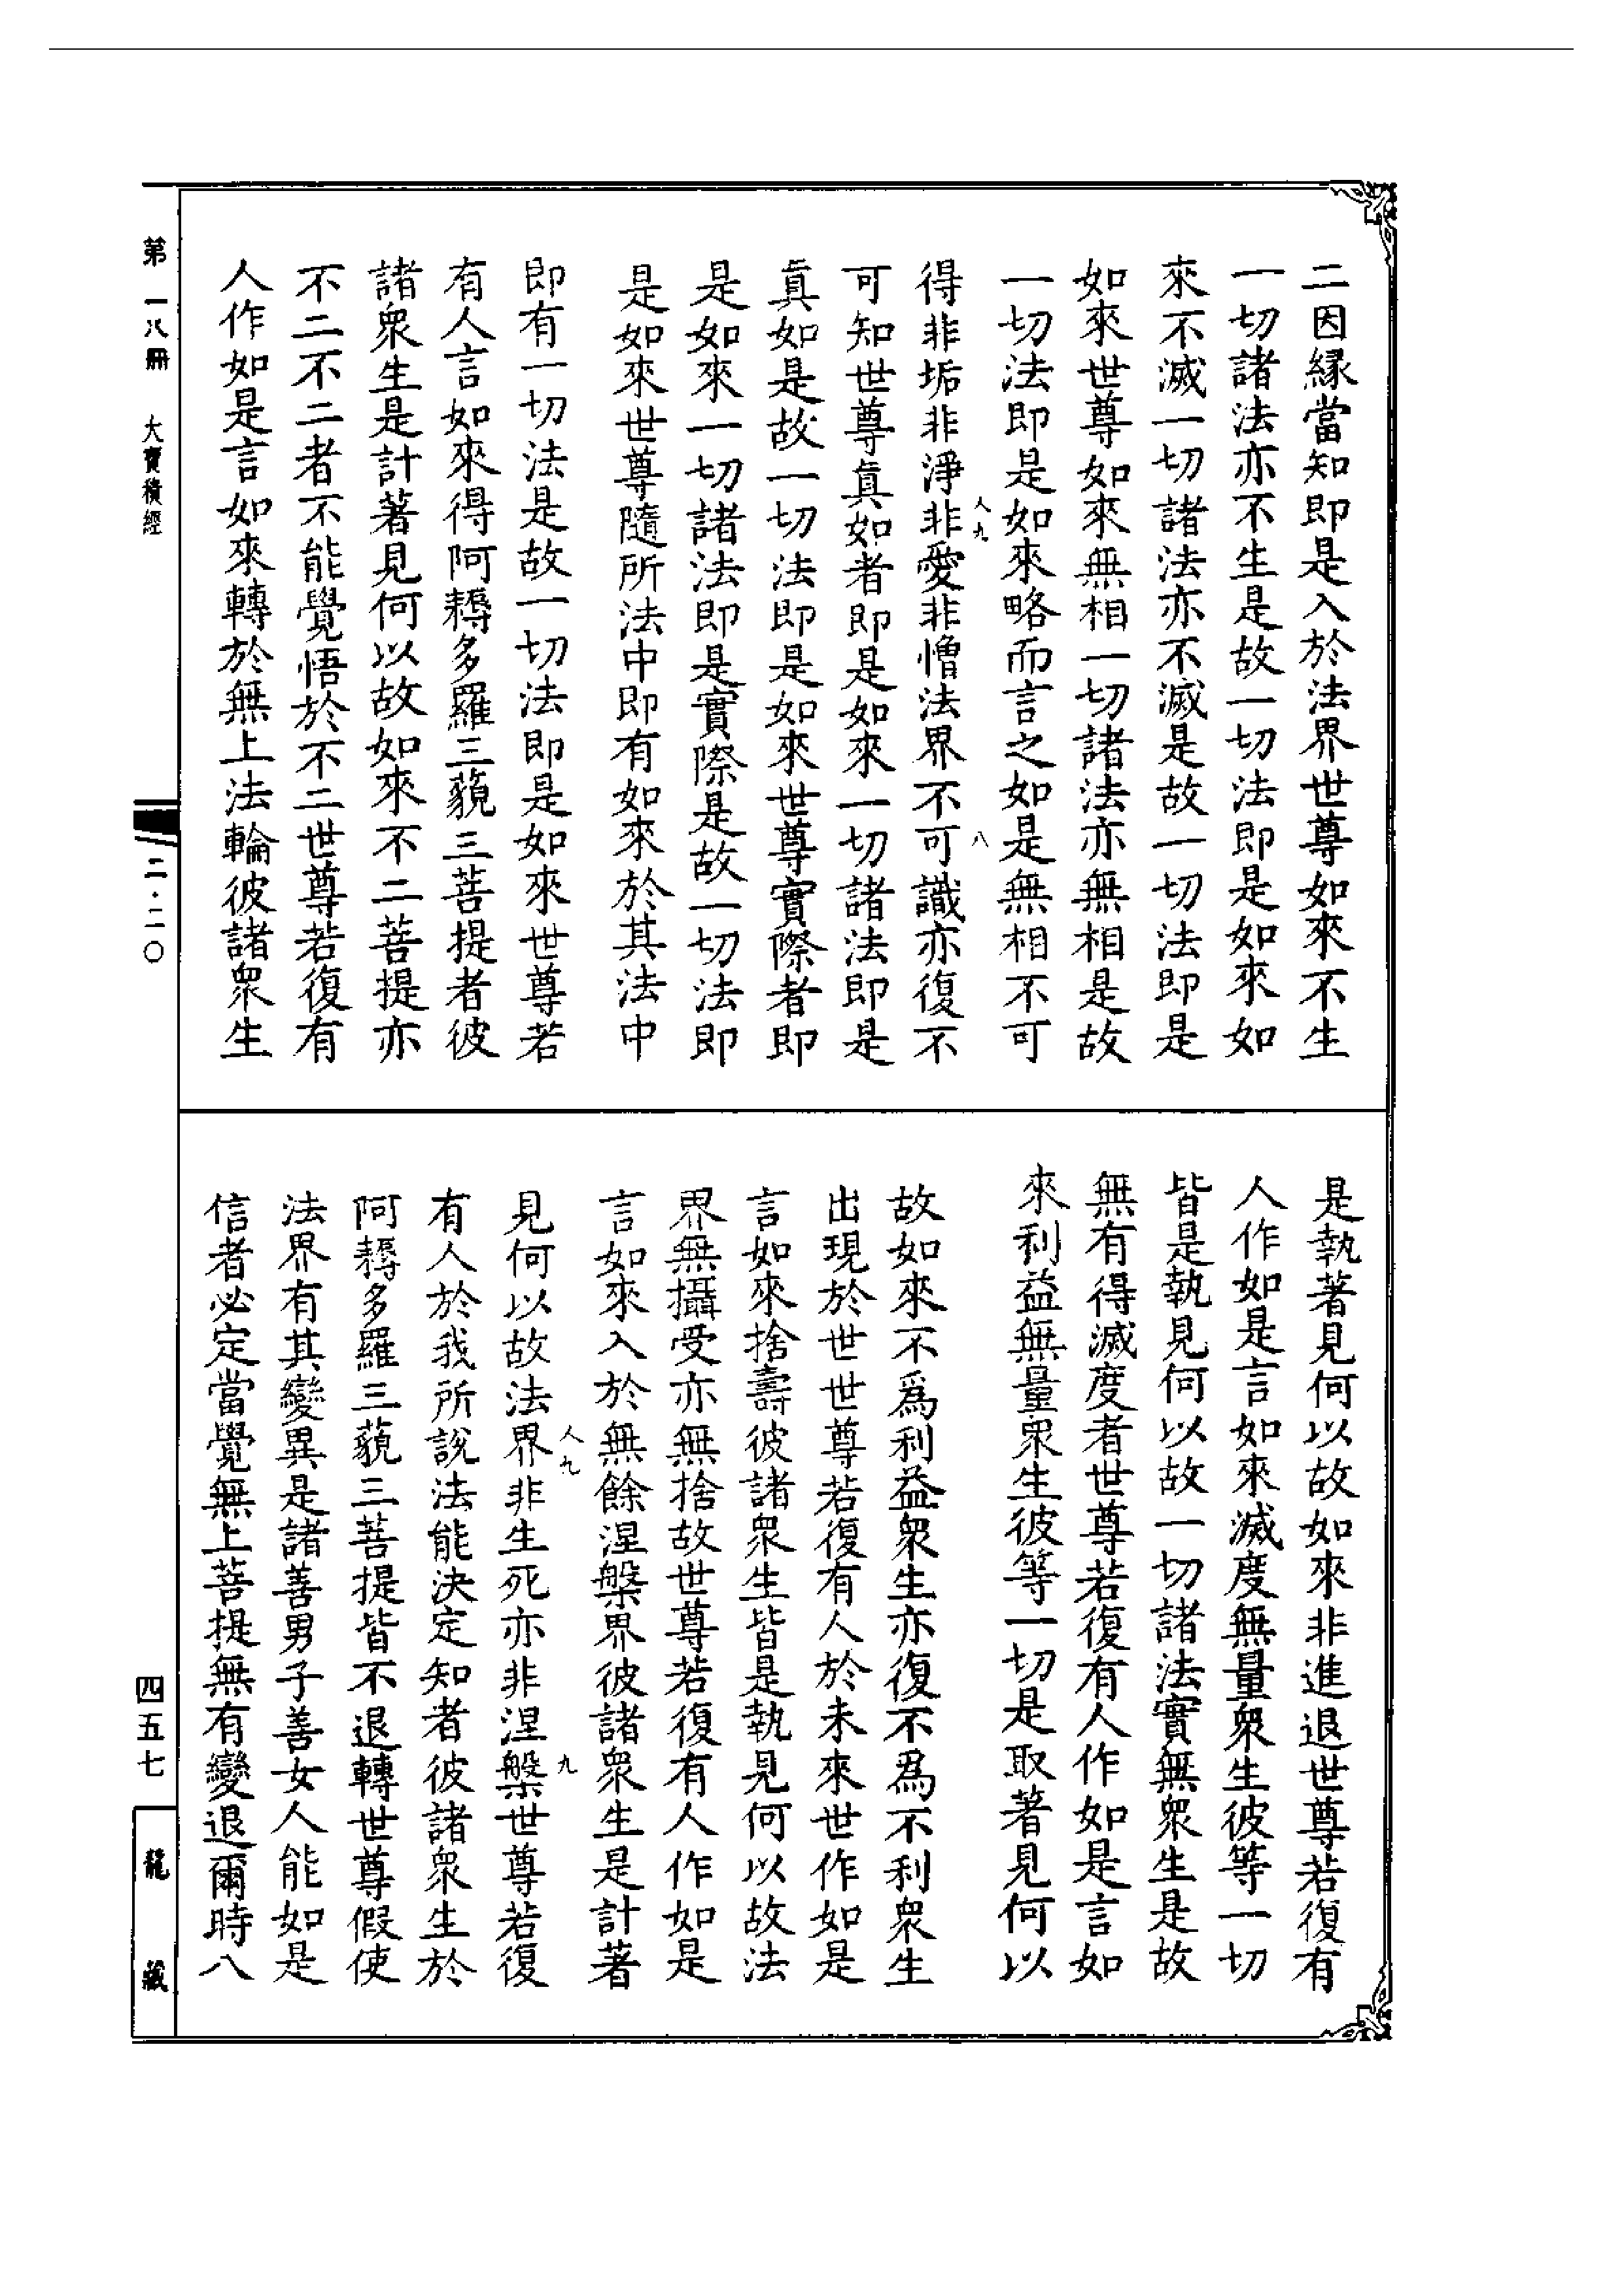 二因緣當知即是入於法界世尊如來不生
一切諸法亦不生是故一切法即是如來如
來不滅一切諸法亦不滅是故一切法即是
如來世尊如來無相一切諸法亦無相是故
一切法即是如來略而言之如是無相不可
人九
八
得非垢非淨非愛非憎法界不可識亦復不
可知世尊真如者即是如來一切諸法即是
真如是故一切法即是如來世尊實際者即
是如來一切諸法即是實際是故一切法即
是如來世尊隨所法中即有如來於其法中
即有一切法是故一切法即是如來世尊若
有人言如來得阿耨多羅三藐三菩提者彼
諸衆生是計著見何以故如來不二菩提亦
不二不二者不能覺悟於不二世尊若復有
人作如是言如來轉於無上法輪彼諸衆生
是執著見何以故如來非進退世尊若復有
人作如是言如來滅度無量衆生彼等一切
皆是執見何以故一切諸法實無衆生是故
無有得滅度者世尊若復有人作如是言如
來利益無量衆生彼等一切是取著見何以
故如來不爲利益衆生亦復不爲不利衆生
出現於世世尊若復有人於未來世作如是
言如來捨壽彼諸衆生皆是執見何以故法
界無攝受亦無捨故世尊若復有人作如是
言如來入於無餘涅槃界彼諸衆生是計著
人九
九
見何以故法界非生死亦非涅槃世尊若復
有人於我所說法能決定知者彼諸衆生於
阿耨多羅三藐三菩提皆不退轉世尊假使
法界有其變異是諸善男子善女人能如是
信者必定當覺無上菩提無有變退爾時八
第一八冊
大寶積經
二·二〇
四五七
龍藏